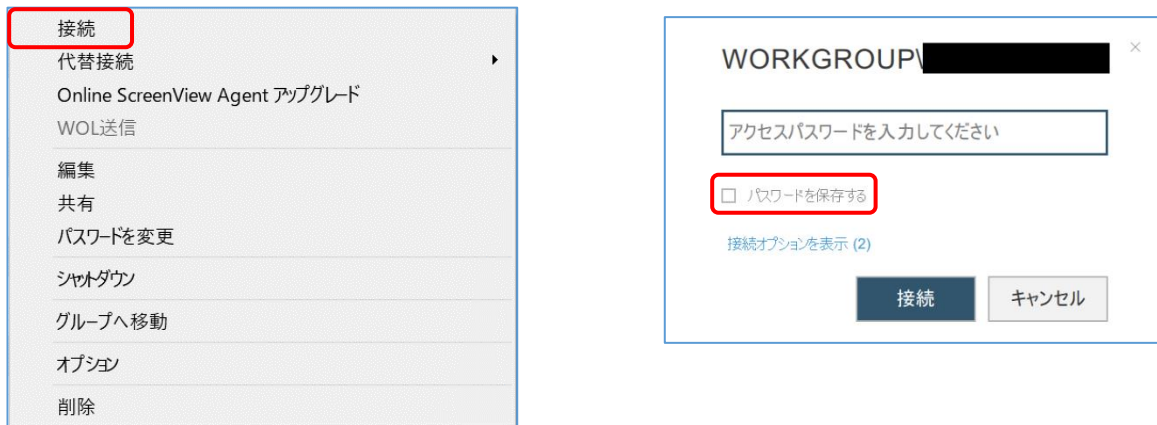 接続
代替接続
Online ScreenView Agent アップグレード
WOL送信
編集
共有
パスワードを変更
シャットダウン
グループへ移動
オプション
削除
WORKGROUP\
アクセスパスワードを入力してください
パスワードを保存する
接続オプションを表示 (2)
接続
キャンセル